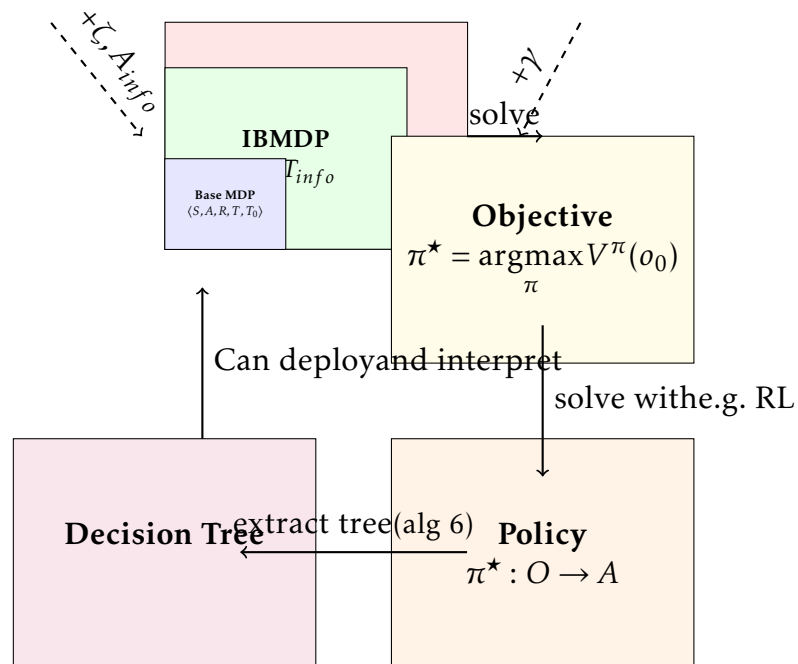 +ζ, A_info
+γ
solve
IBMDP
T_info
Base MDP
⟨S, A, R, T, T_0⟩
Objective
π^⋆ = argmax V^π(o_0)
π
Can deployand interpret
solve withe.g. RL
Decision Tree
extract tree(alg 6)
Policy
π^⋆ : O → A